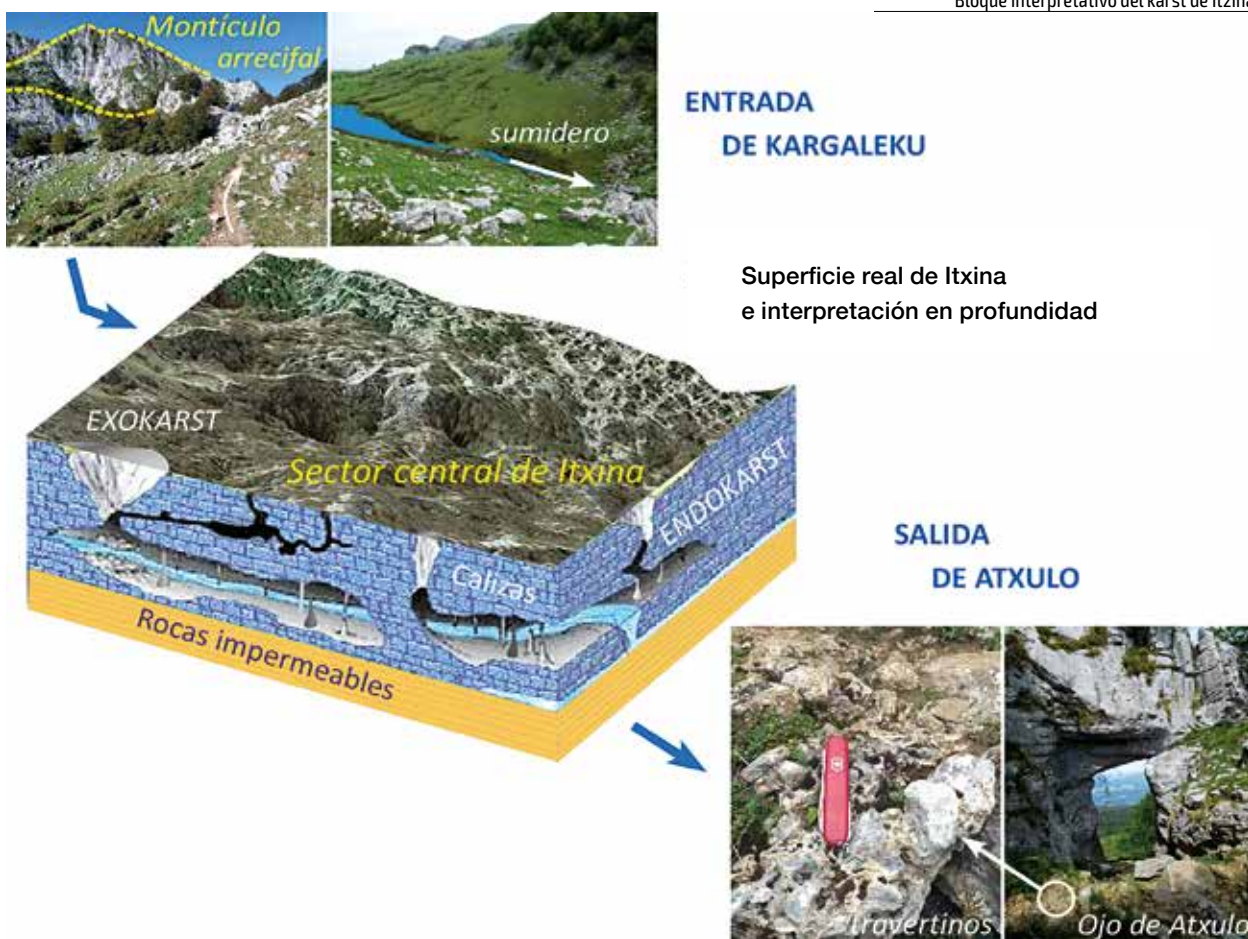 Bloque interpretativo del karst de Itzina
Montículo
arrecifal
sumidero
ENTRADA
DE KARGALEKU
Superficie real de Itxina
e interpretación en profundidad
EXOKARST
Sector central de Itxina
ENDOKARST
Calizas
Rocas impermeables
SALIDA
DE ATXULO
Travertinos
Ojo de Atxulo